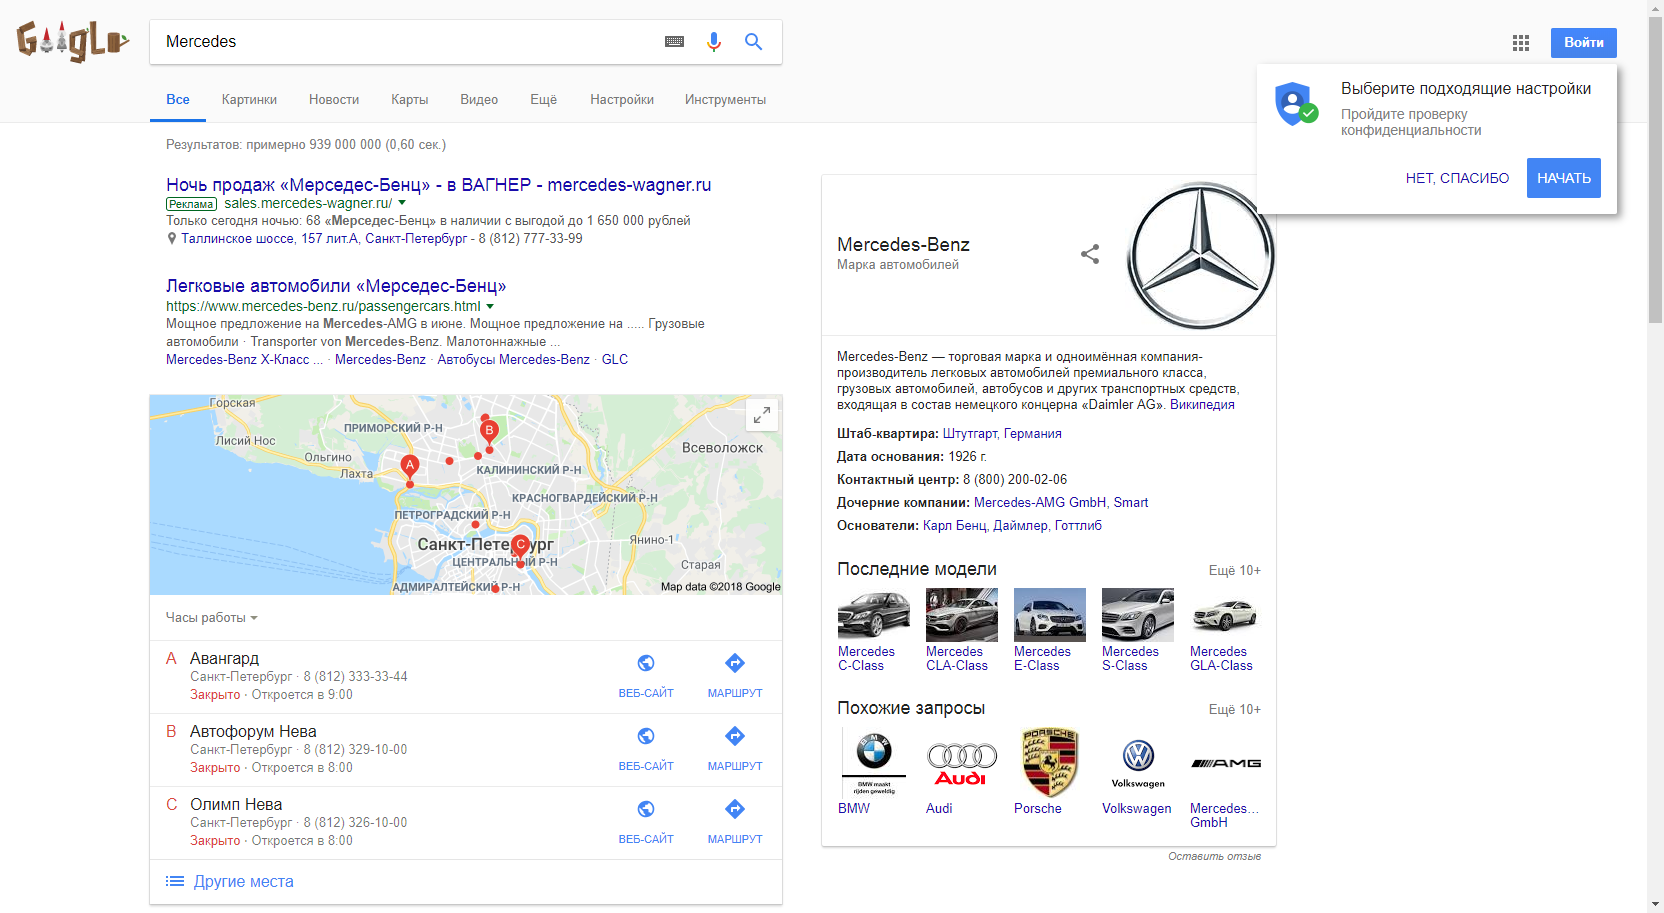 Google
Mercedes
Войти
Все Картинки Новости Карты Видео Ещё Настройки Инструменты
Выберите подходящие настройки
Пройдите проверку
конфиденциальности
НЕТ, СПАСИБО НАЧАТЬ
Результатов: примерно 939 000 000 (0,60 сек.)
Ночь продаж «Мерседес-Бенц» - в ВАГНЕР - mercedes-wagner.ru
Реклама sales.mercedes-wagner.ru/
Только сегодня ночью: 68 «Мерседес-Бенц» в наличии с выгодой до 1 650 000 рублей
Таллинское шоссе, 157 лит.А, Санкт-Петербург - 8 (812) 777-33-99
Легковые автомобили «Мерседес-Бенц»
https://www.mercedes-benz.ru/passengercars.html
Мощное предложение на Mercedes-AMG в июне. Мощное предложение на ..... Грузовые
автомобили · Transporter von Mercedes-Benz. Малотоннажные ...
Mercedes-Benz X-Класс ... · Mercedes-Benz · Автобусы Mercedes-Benz · GLC
Горская
ПРИМОРСКИЙ Р-Н
Лисий Нос
B
Всеволожск
Ольгино
A
Лахта
КАЛИНИНСКИЙ Р-Н
КРАСНОГВАРДЕЙСКИЙ Р-Н
ПЕТРОГРАДСКИЙ Р-Н
Янино-1
C
Санкт-Петербург
ЦЕНТРАЛЬНЫЙ Р-Н
Старая
АДМИРАЛТЕЙСКИЙ Р-Н
Map data ©2018 Google
Часы работы
A Авангард
Санкт-Петербург · 8 (812) 333-33-44
Закрыто · Откроется в 9:00
ВЕБ-САЙТ МАРШРУТ
B Автофорум Нева
Санкт-Петербург · 8 (812) 329-10-00
Закрыто · Откроется в 8:00
ВЕБ-САЙТ МАРШРУТ
C Олимп Нева
Санкт-Петербург · 8 (812) 326-10-00
Закрыто · Откроется в 8:00
ВЕБ-САЙТ МАРШРУТ
Другие места
Mercedes-Benz
Марка автомобилей
Mercedes-Benz — торговая марка и одноимённая компания-
производитель легковых автомобилей премиального класса,
грузовых автомобилей, автобусов и других транспортных средств,
входящая в состав немецкого концерна «Daimler AG». Википедия
Штаб-квартира: Штутгарт, Германия
Дата основания: 1926 г.
Контактный центр: 8 (800) 200-02-06
Дочерние компании: Mercedes-AMG GmbH, Smart
Основатели: Карл Бенц, Даймлер, Готтлиб
Последние модели Ещё 10+
Mercedes C-Class
Mercedes CLA-Class
Mercedes E-Class
Mercedes S-Class
Mercedes GLA-Class
Похожие запросы Ещё 10+
BMW
BMW maakt
rijden geweldig
BMW
Audi
Audi
PORSCHE
Porsche
Volkswagen
Volkswagen
AMG
Mercedes...
GmbH
Оставить отзыв